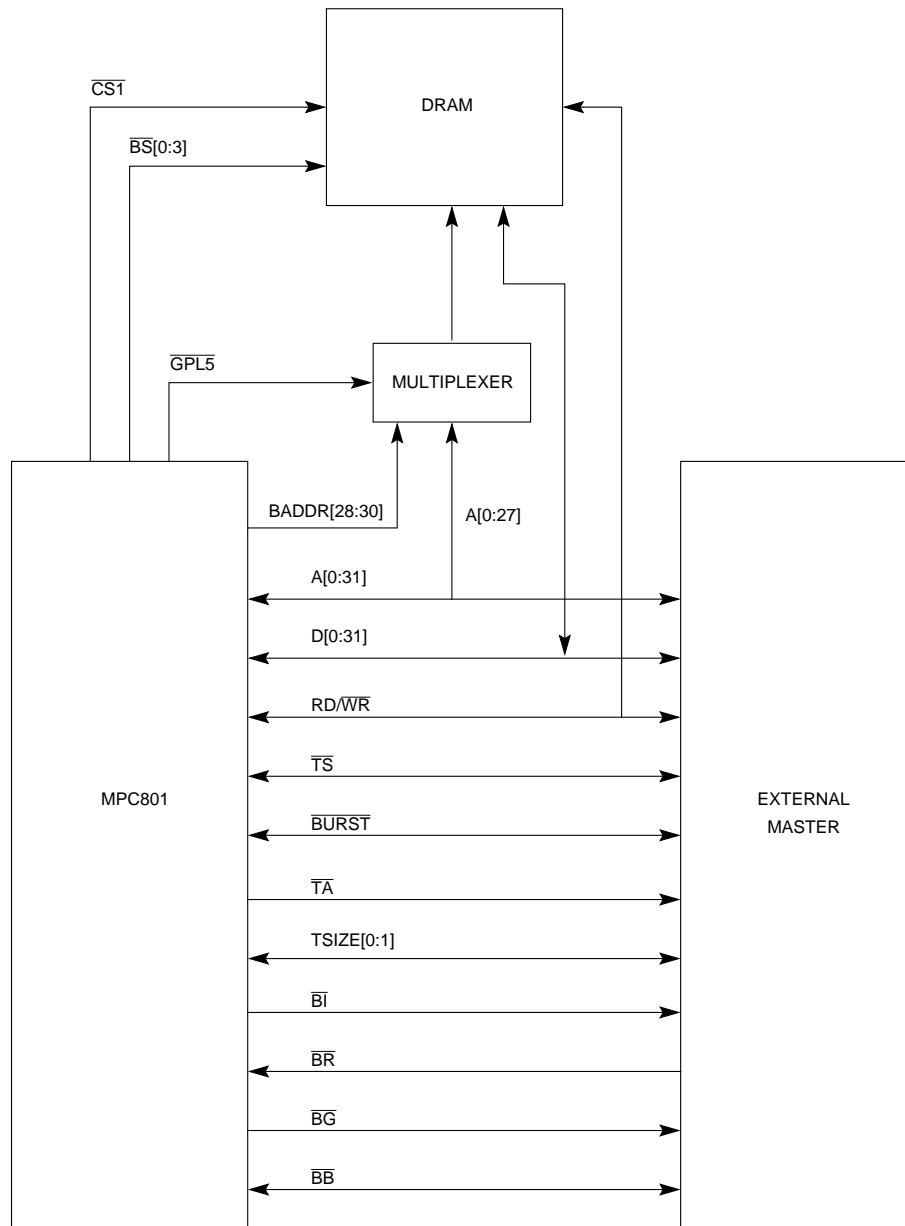 CS1
DRAM
BS[0:3]
GPL5
MULTIPLEXER
BADDR[28:30]
A[0:27]
A[0:31]
D[0:31]
RD/WR
TS
MPC801
EXTERNAL
MASTER
BURST
TA
TSIZE[0:1]
BI
BR
BG
BB